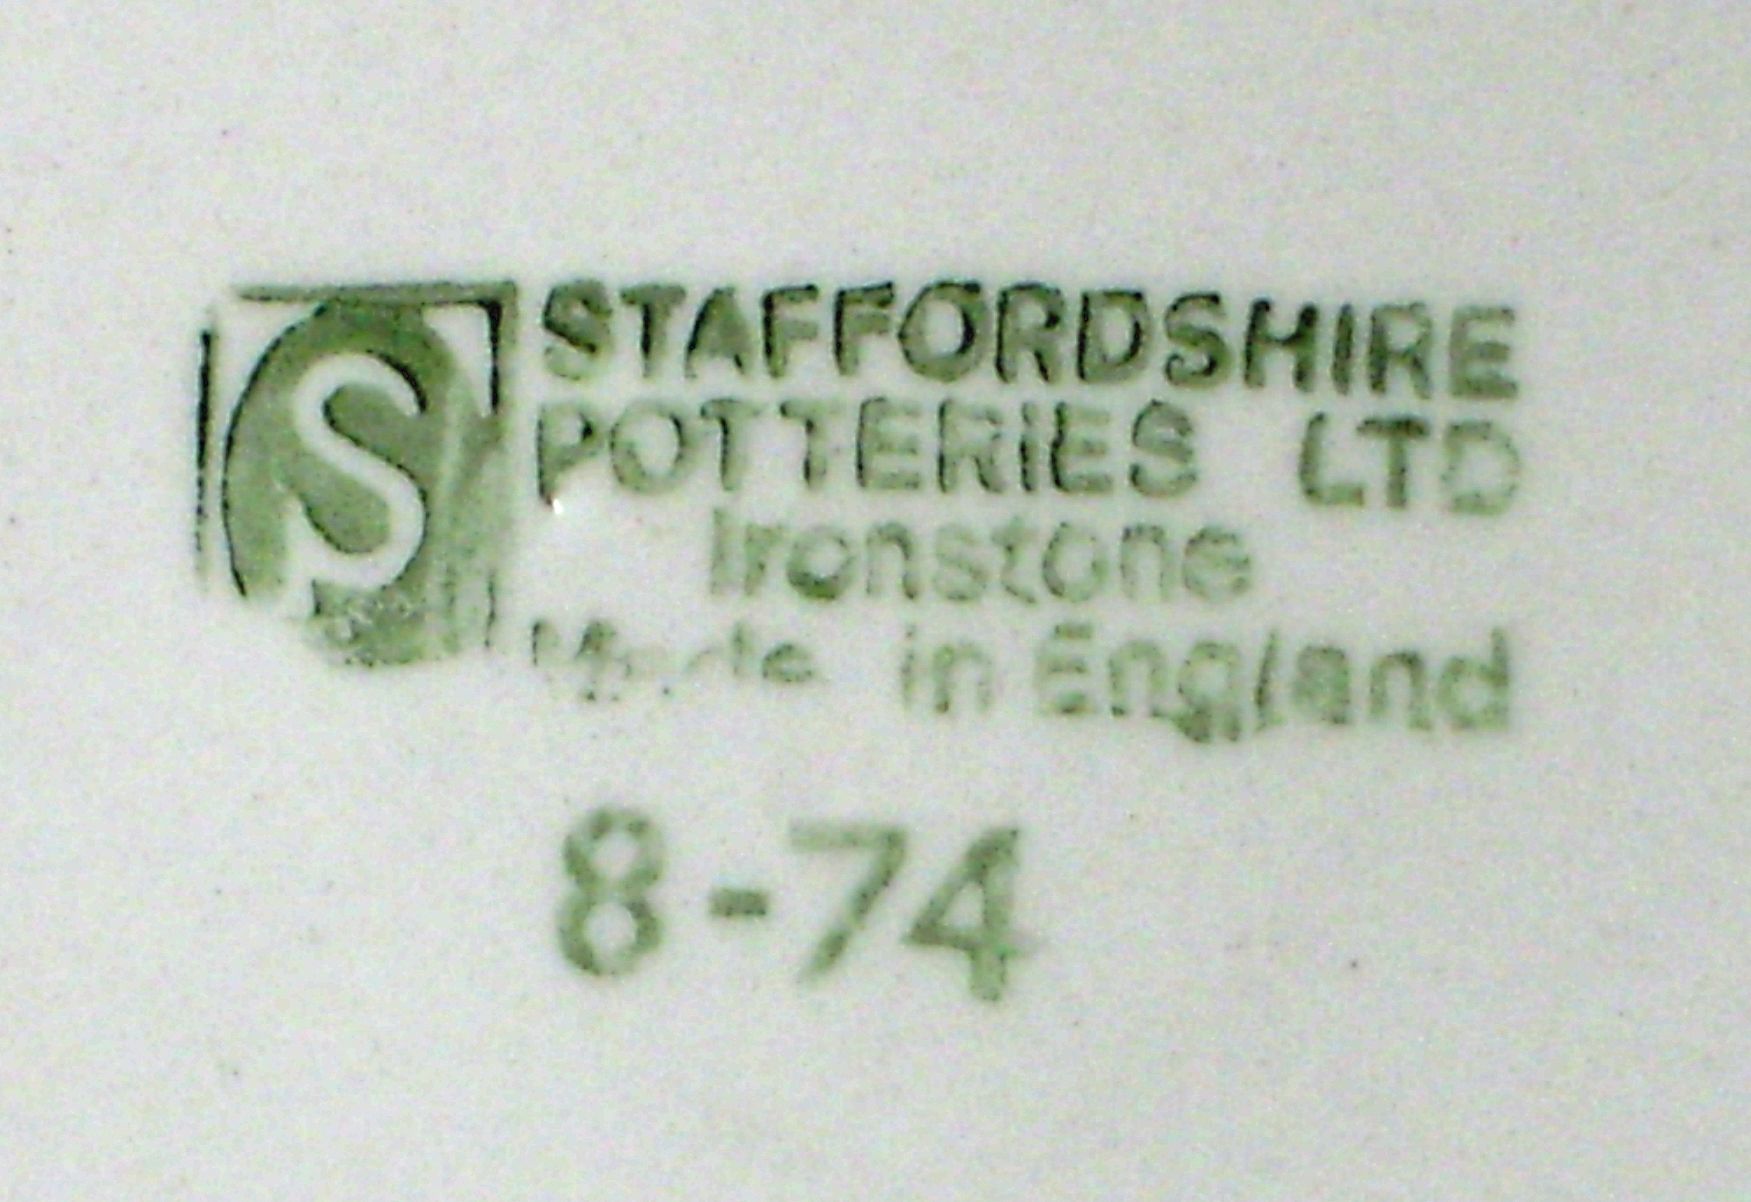 S
STAFFORDSHIRE
POTTERIES LTD
Ironstone
Made in England
8-74